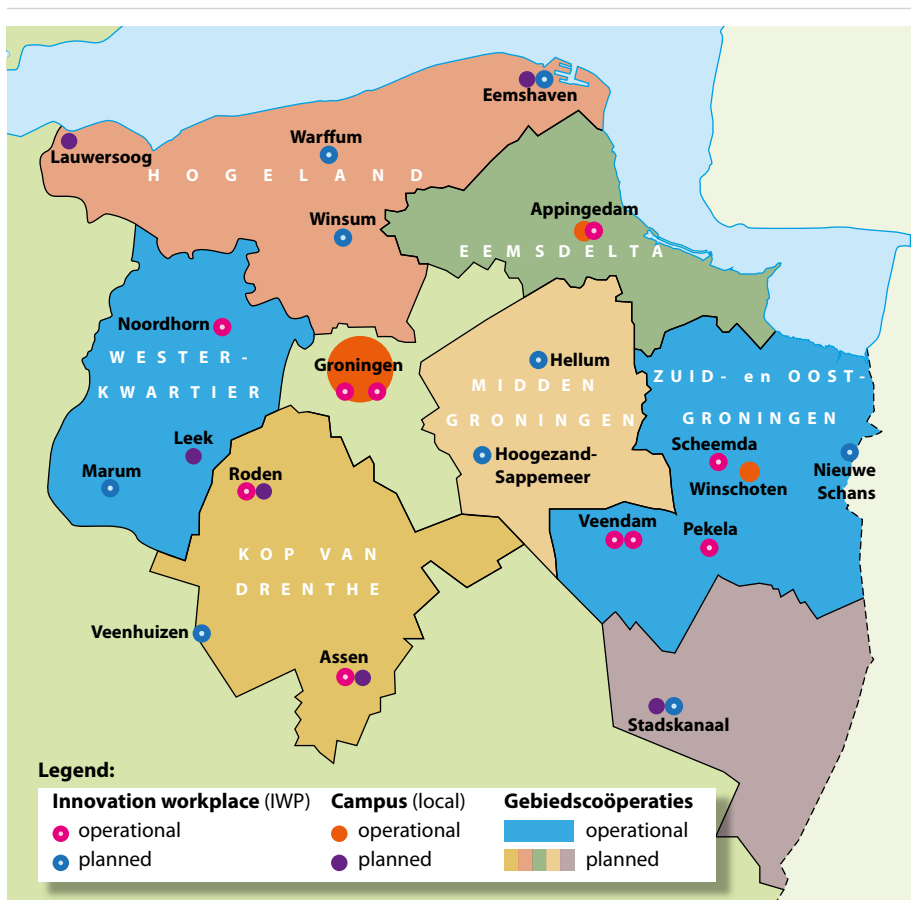 Eemshaven
Warffum
Lauwersoog
H O G E L A N D
Appingedam
Winsum
E E M S D E L T A
Noordhorn
W E S T E R -
K W A R T I E R
Groningen
Hellum
Z U I D - e n O O S T -
M I D D E N
G R O N I N G E N
G R O N I N G E N
Leek
Scheemda
Marum
Roden
Hoogezand-
Sappemeer
Nieuwe
Schans
Winschoten
Veendam
Pekela
K O P V A N
D R E N T H E
Veenhuizen
Assen
Stadskanaal
Legend:
Innovation workplace (IWP)
operational
planned
Campus (local)
operational
planned
Gebiedscoöperaties
operational
planned